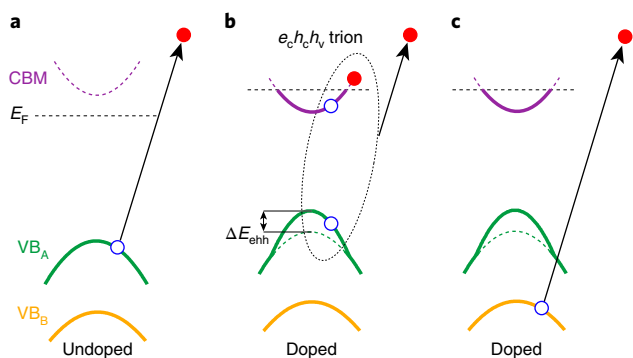 a
b
c
e_c h_c h_v trion
CBM
E_F
ΔE_ehh
VB_A
VB_B
Undoped
Doped
Doped